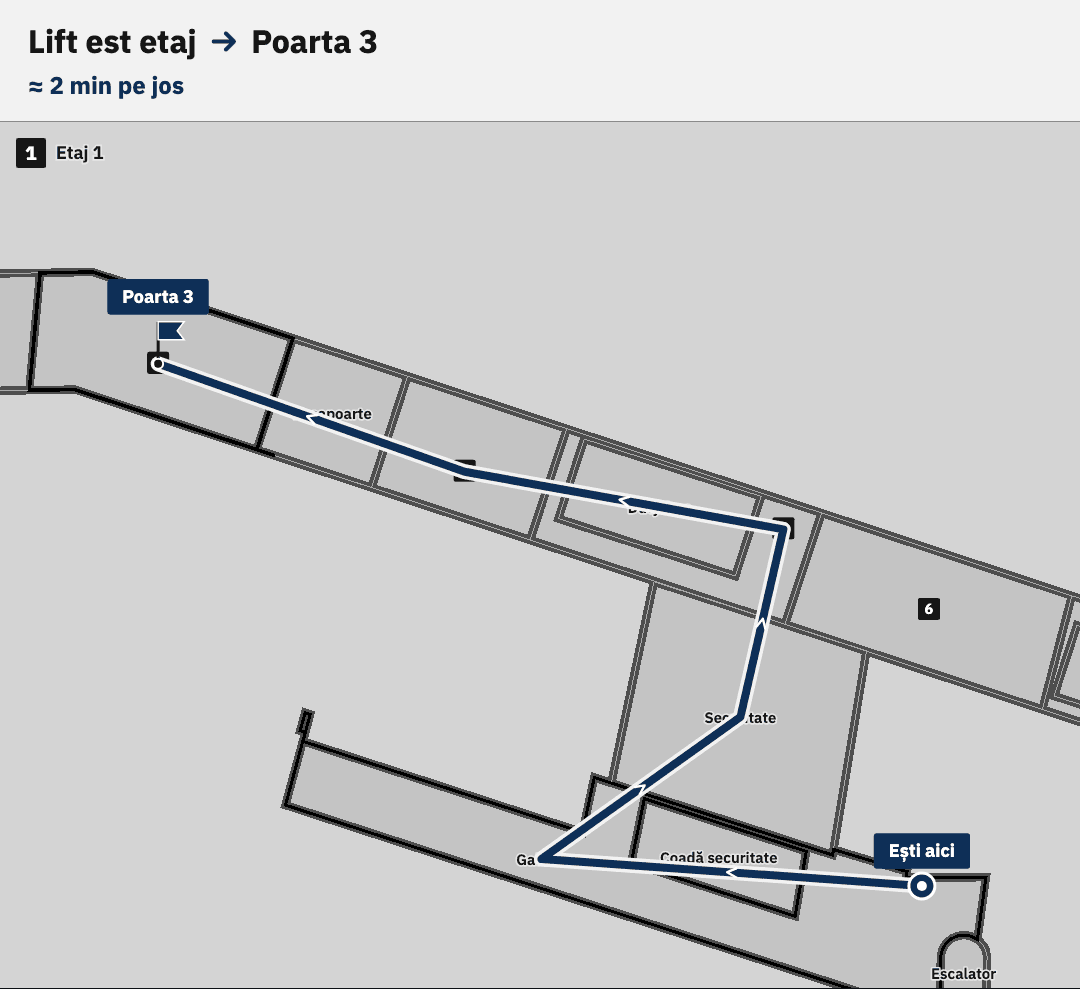 Lift est etaj → Poarta 3
≈ 2 min pe jos
1 Etaj 1
Poarta 3
6
Securitate
Ești aici
Coadă securitate
Escalator